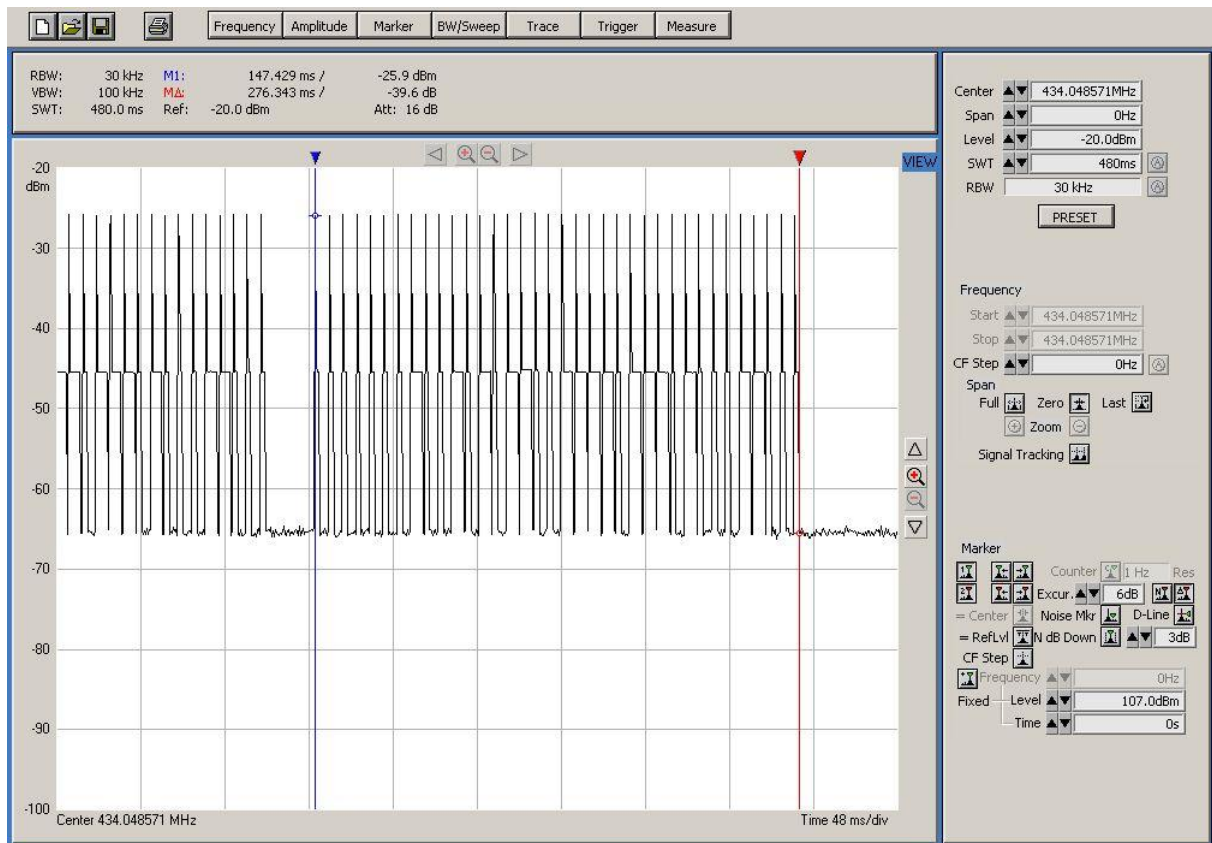 Frequency Amplitude Marker BW/Sweep Trace Trigger Measure
RBW: 30 kHz M1: 147.429 ms / -25.9 dBm
VBW: 100 kHz MΔ: 276.343 ms / -39.6 dB
SWT: 480.0 ms Ref: -20.0 dBm Att: 16 dB
VIEW
-20
dBm
-30
-40
-50
-60
-70
-80
-90
-100
Center 434.048571 MHz Time 48 ms/div
Center 434.048571MHz
Span 0Hz
Level -20.0dBm
SWT 480ms
RBW 30 kHz
PRESET
Frequency
Start 434.048571MHz
Stop 434.048571MHz
CF Step 0Hz
Span
Full Zero Last
Zoom
Signal Tracking
Marker
Counter 1 Hz Res
Excur. 6dB
= Center Noise Mkr D-Line
= RefLvl N dB Down 3dB
CF Step
Frequency 0Hz
Fixed Level 107.0dBm
Time 0s